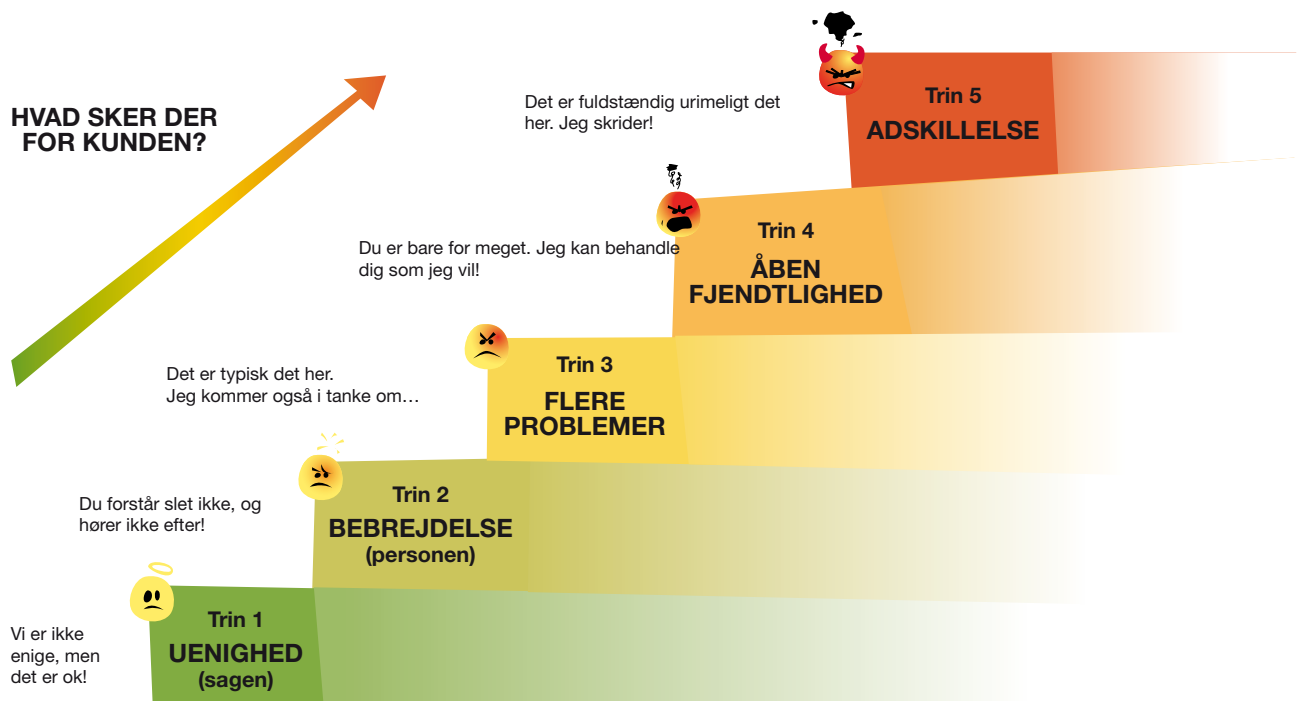 HVAD SKER DER
FOR KUNDEN?
Det er fuldstændig urimeligt det
her. Jeg skrider!
Trin 5
ADSKILLELSE
Du er bare for meget. Jeg kan behandle
dig som jeg vil!
Trin 4
ÅBEN
FJENDTLIGHED
Det er typisk det her.
Jeg kommer også i tanke om…
Trin 3
FLERE
PROBLEMER
Du forstår slet ikke, og
hører ikke efter!
Trin 2
BEBREJDELSE
(personen)
Vi er ikke
enige, men
det er ok!
Trin 1
UENIGHED
(sagen)